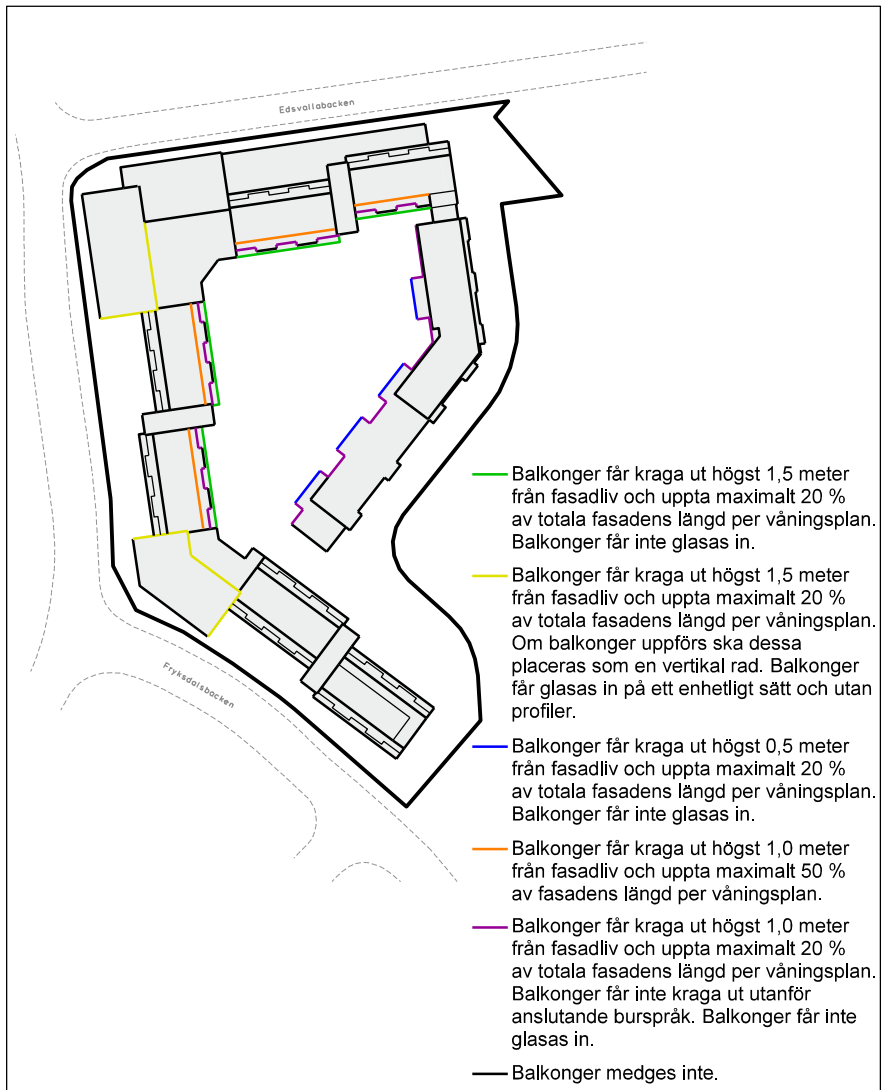 Edsvallabacken
Balkonger får kraga ut högst 1,5 meter
från fasadliv och uppta maximalt 20 %
av totala fasadens längd per våningsplan.
Balkonger får inte glasas in.
Balkonger får kraga ut högst 1,5 meter
från fasadliv och uppta maximalt 20 %
av totala fasadens längd per våningsplan.
Om balkonger uppförs ska dessa
placeras som en vertikal rad. Balkonger
får glasas in på ett enhetligt sätt och utan
profiler.
Fryksdalsbacken
Balkonger får kraga ut högst 0,5 meter
från fasadliv och uppta maximalt 20 %
av totala fasadens längd per våningsplan.
Balkonger får inte glasas in.
Balkonger får kraga ut högst 1,0 meter
från fasadliv och uppta maximalt 50 %
av fasadens längd per våningsplan.
Balkonger får kraga ut högst 1,0 meter
från fasadliv och uppta maximalt 20 %
av totala fasadens längd per våningsplan.
Balkonger får inte kraga ut utanför
anslutande burspråk. Balkonger får inte
glasas in.
Balkonger medges inte.